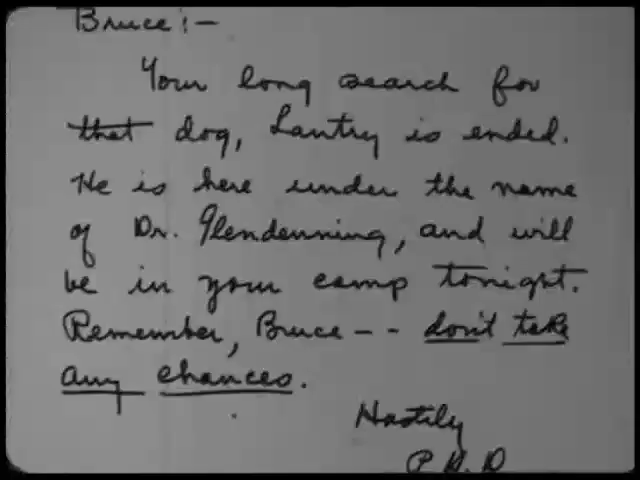 Bruce:-
Your long search for
that dog, Lantry is ended.
He is here under the name
of Dr. Glendenning, and will
be in your camp tonight.
Remember, Bruce-- don't take
any chances.
Hastily
P. D. D